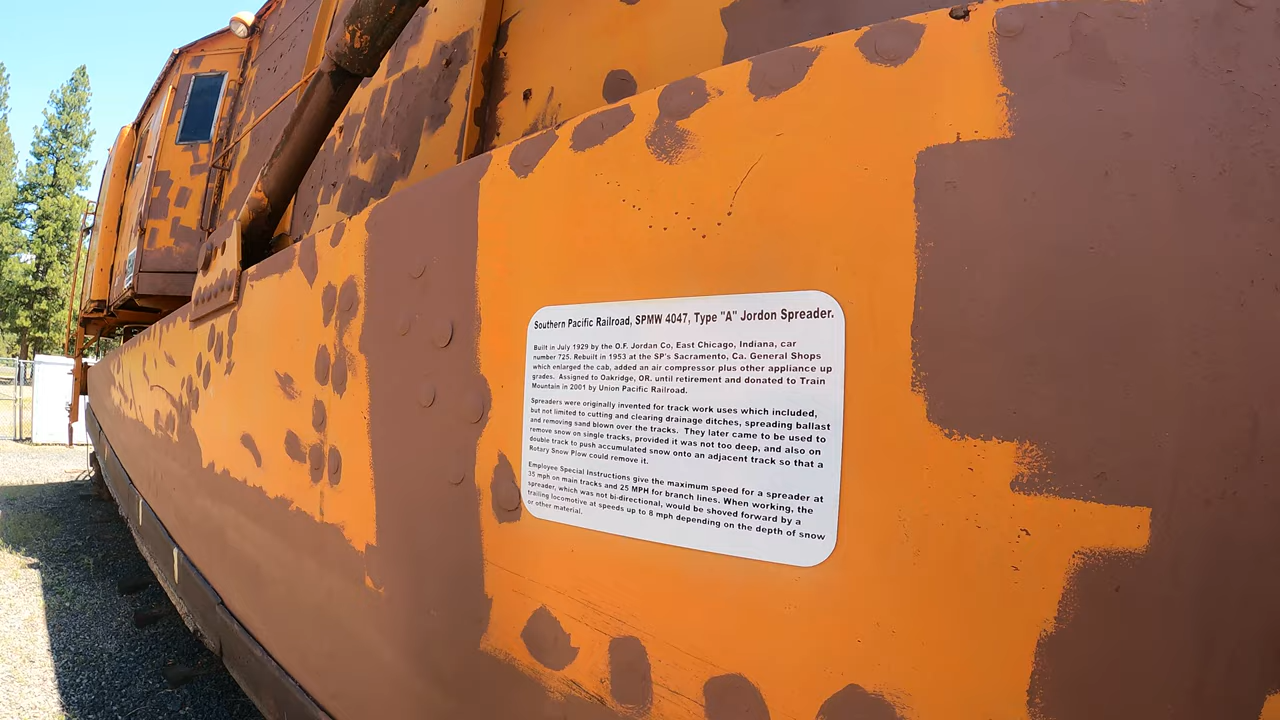 Southern Pacific Railroad, SPMW 4047, Type "A" Jordon Spreader.
Built in July 1929 by the O.F. Jordan Co, East Chicago, Indiana, car
number 725. Rebuilt in 1953 at the SP's Sacramento, Ca. General Shops
which enlarged the cab, added an air compressor plus other appliance up
grades. Assigned to Oakridge, OR. until retirement and donated to Train
Mountain in 2001 by Union Pacific Railroad.
Spreaders were originally invented for track work uses which included,
but not limited to cutting and clearing drainage ditches, spreading ballast
and removing sand blown over the tracks. They later came to be used to
remove snow on single tracks, provided it was not too deep, and also on
double track to push accumulated snow onto an adjacent track so that a
Rotary Snow Plow could remove it.
Employee Special Instructions give the maximum speed for a spreader at
35 mph on main tracks and 25 MPH for branch lines. When working, the
spreader, which was not bi-directional, would be shoved forward by a
trailing locomotive at speeds up to 8 mph depending on the depth of snow
or other material.